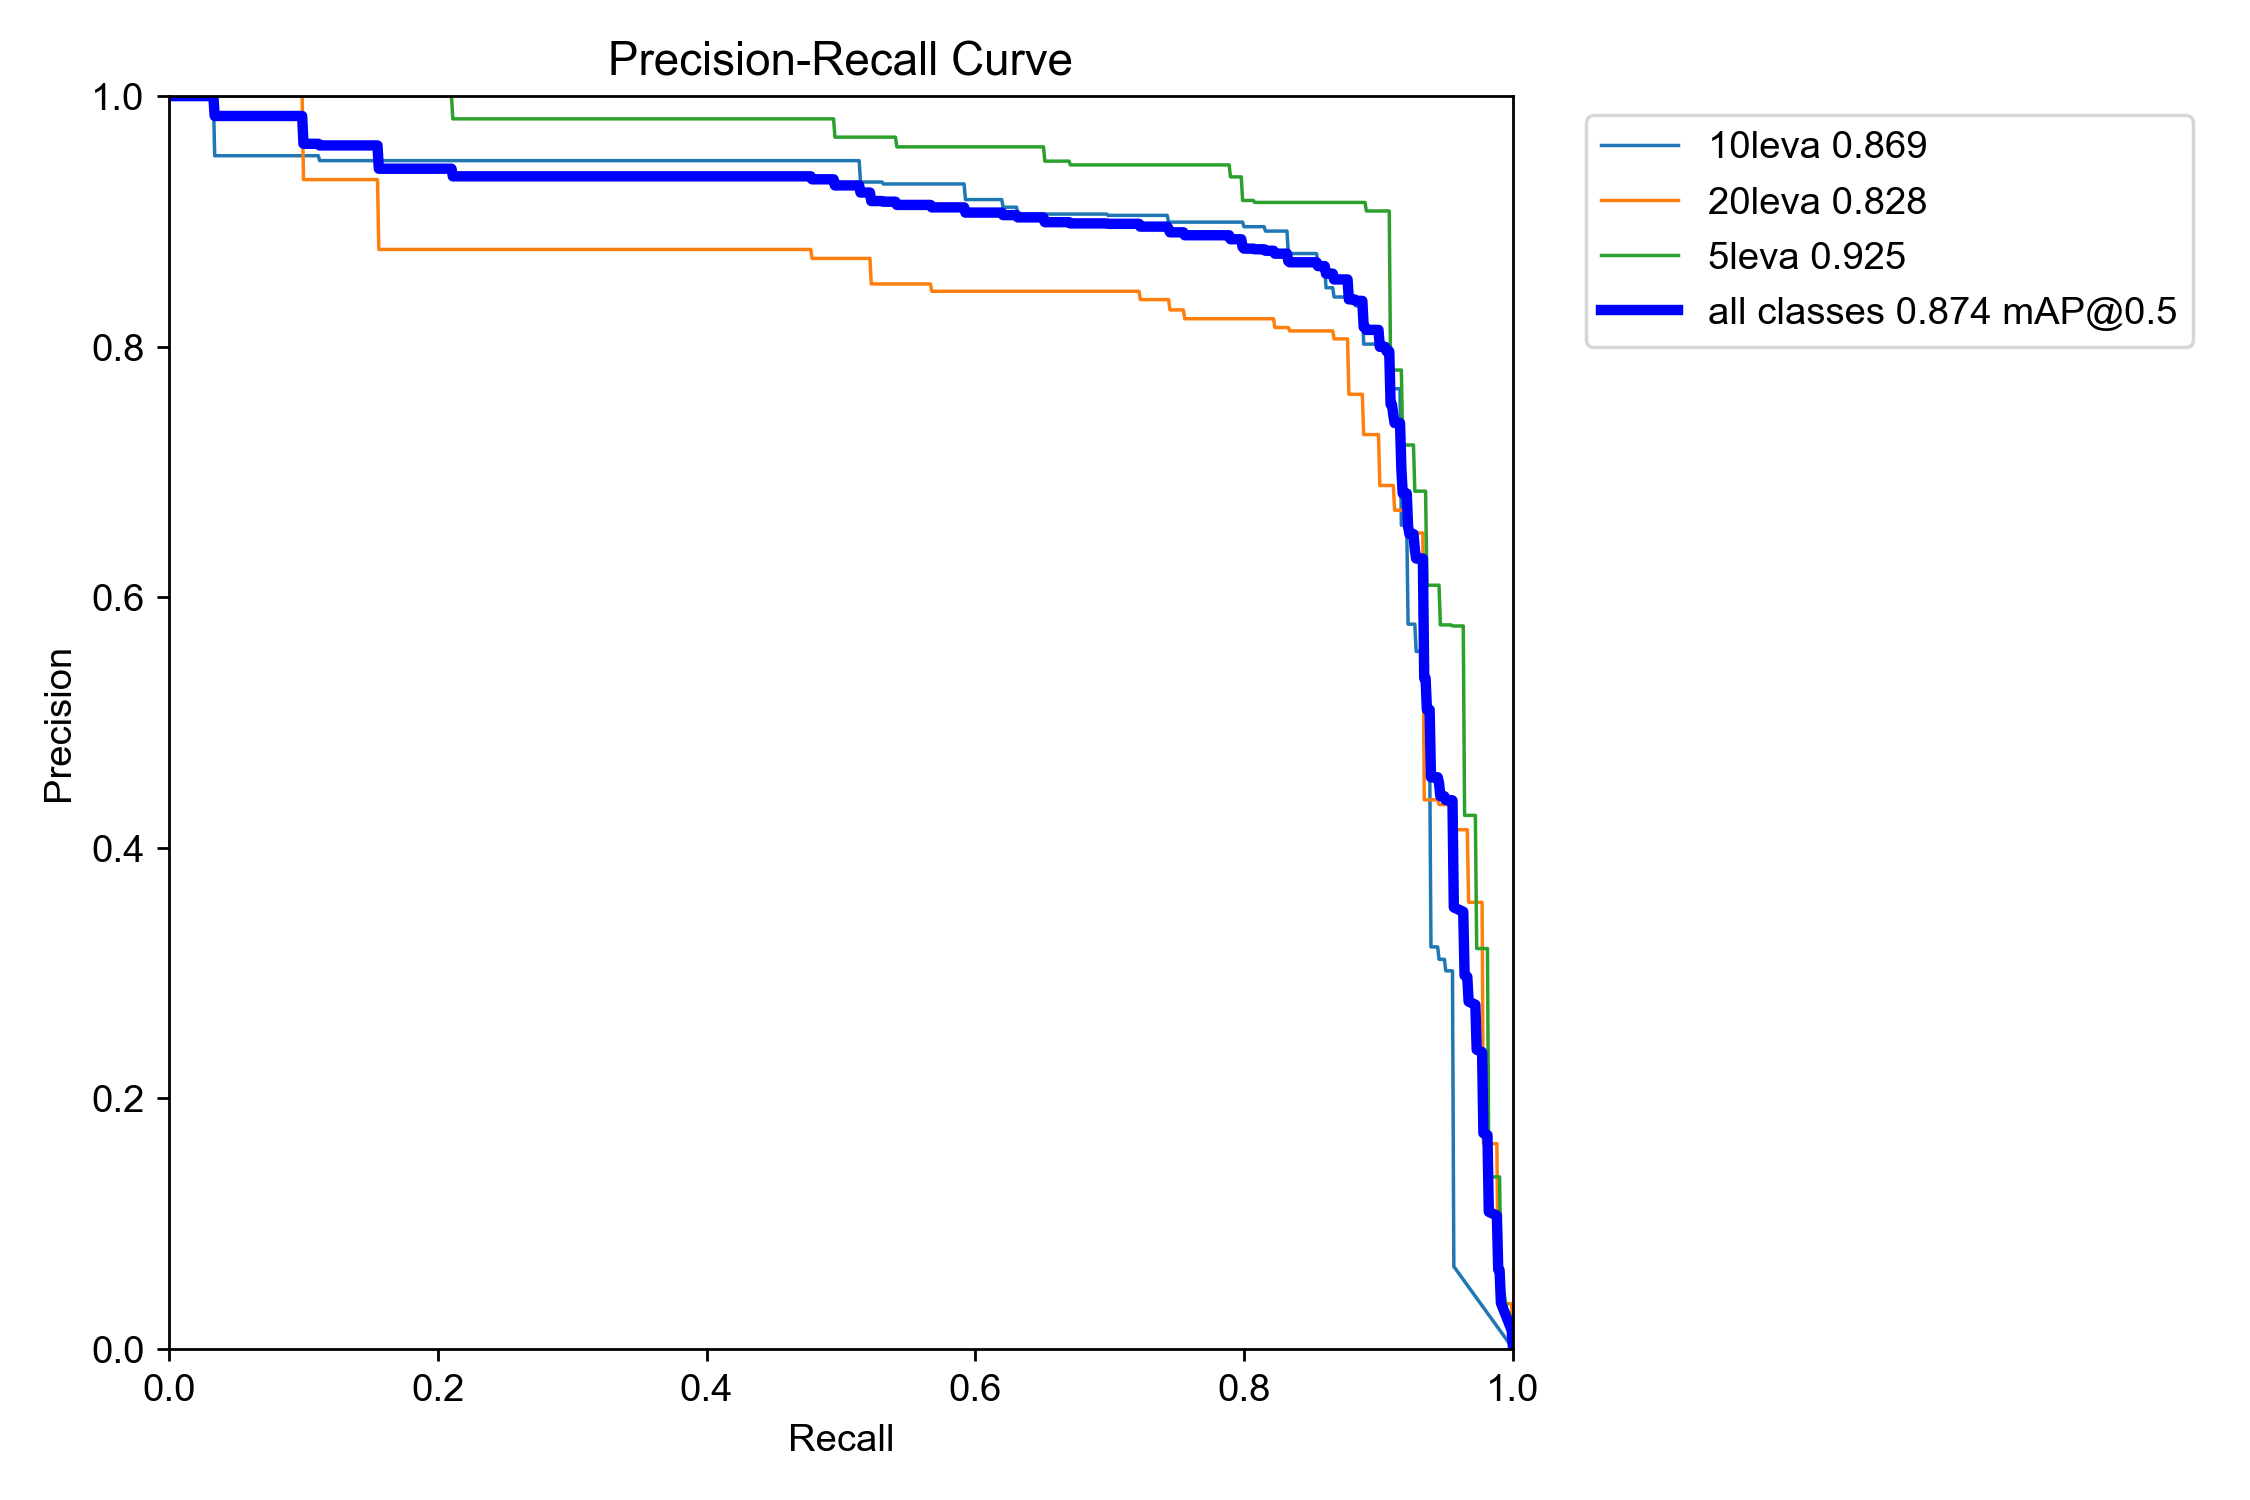 Precision-Recall Curve
1.0
0.8
0.6
0.4
0.2
0.0
Precision
0.0 0.2 0.4 0.6 0.8 1.0
Recall
10leva 0.869
20leva 0.828
5leva 0.925
all classes 0.874 mAP@0.5